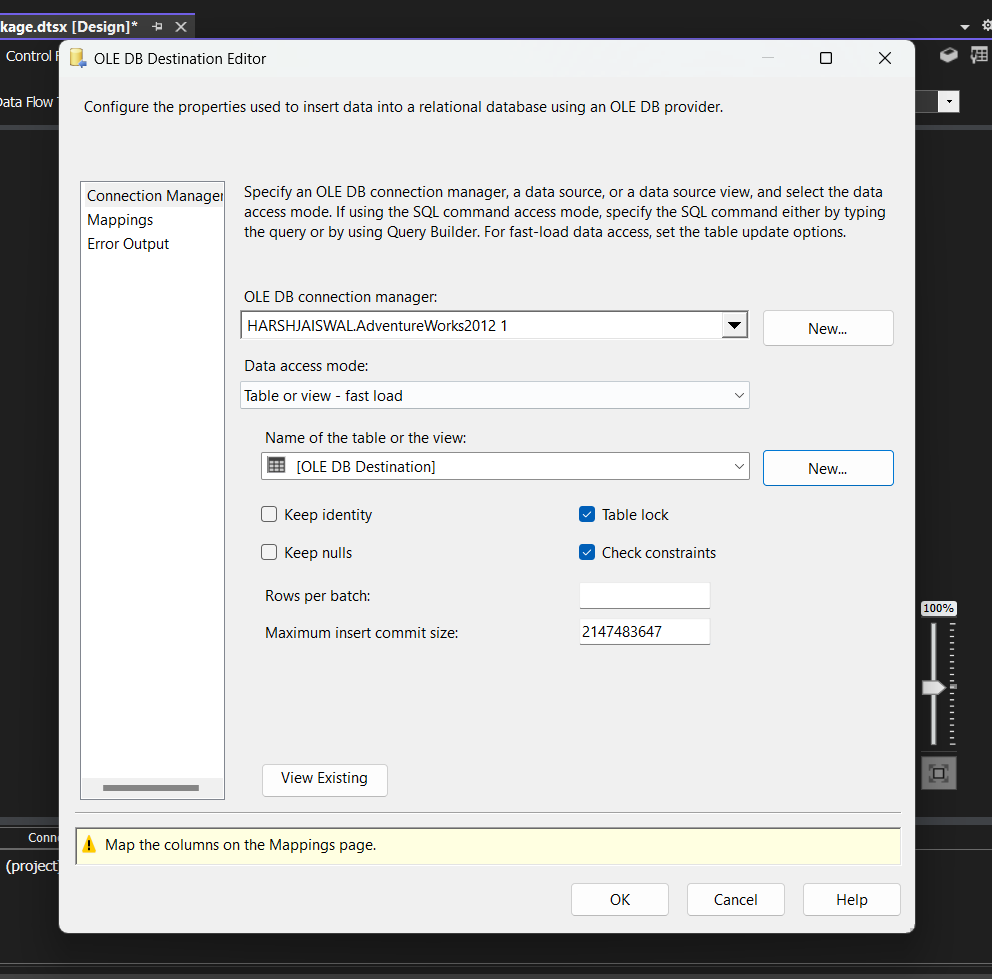 kage.dtsx [Design]*
Control F
Data Flow
OLE DB Destination Editor
Configure the properties used to insert data into a relational database using an OLE DB provider.
Connection Manager
Mappings
Error Output
Specify an OLE DB connection manager, a data source, or a data source view, and select the data
access mode. If using the SQL command access mode, specify the SQL command either by typing
the query or by using Query Builder. For fast-load data access, set the table update options.
OLE DB connection manager:
HARSHJAISWAL.AdventureWorks2012 1
New...
Data access mode:
Table or view - fast load
Name of the table or the view:
[OLE DB Destination]
New...
Keep identity
Table lock
Keep nulls
Check constraints
Rows per batch:
Maximum insert commit size:
2147483647
View Existing
Map the columns on the Mappings page.
OK
Cancel
Help
100%
Conne
(project)